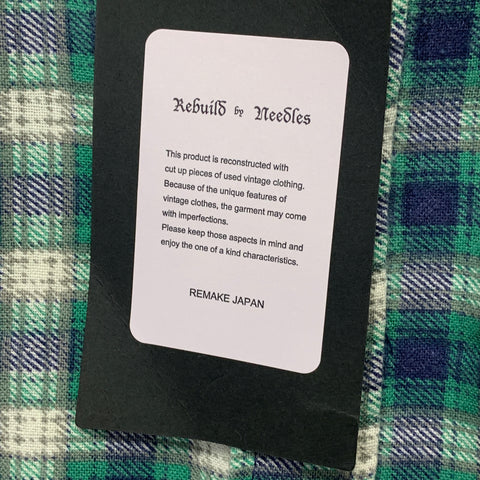 Rebuild by Needles
This product is reconstructed with
cut up pieces of used vintage clothing.
Because of the unique features of
vintage clothes, the garment may come
with imperfections.
Please keep those aspects in mind and
enjoy the one of a kind characteristics.
REMAKE JAPAN